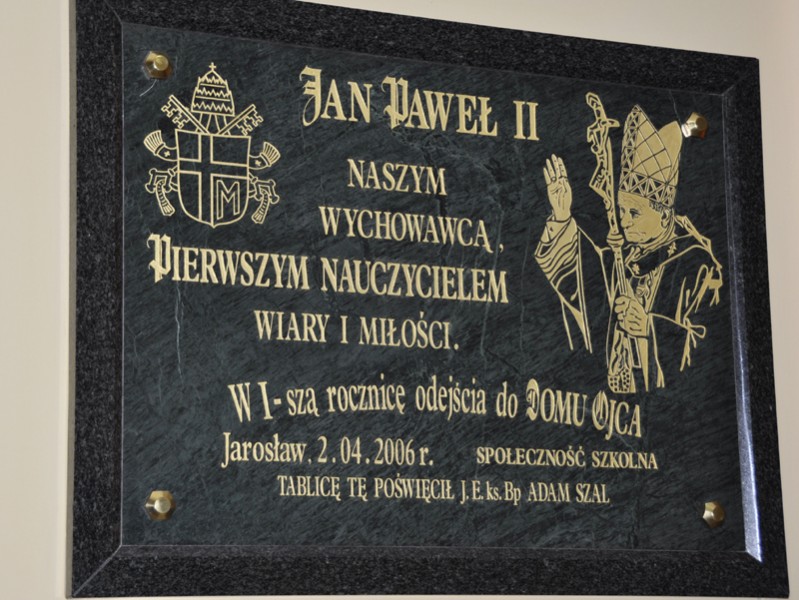 JAN PAWEŁ II
NASZYM
WYCHOWAWCĄ,
PIERWSZYM NAUCZYCIELEM
WIARY I MIŁOŚCI.
W I-szą rocznicę odejścia do DOMU OJCA
Jarosław, 2.04.2006 r. SPOŁECZNOŚĆ SZKOLNA
TABLICĘ TĘ POŚWIĘCIŁ J.E. ks. Bp ADAM SZAL
M